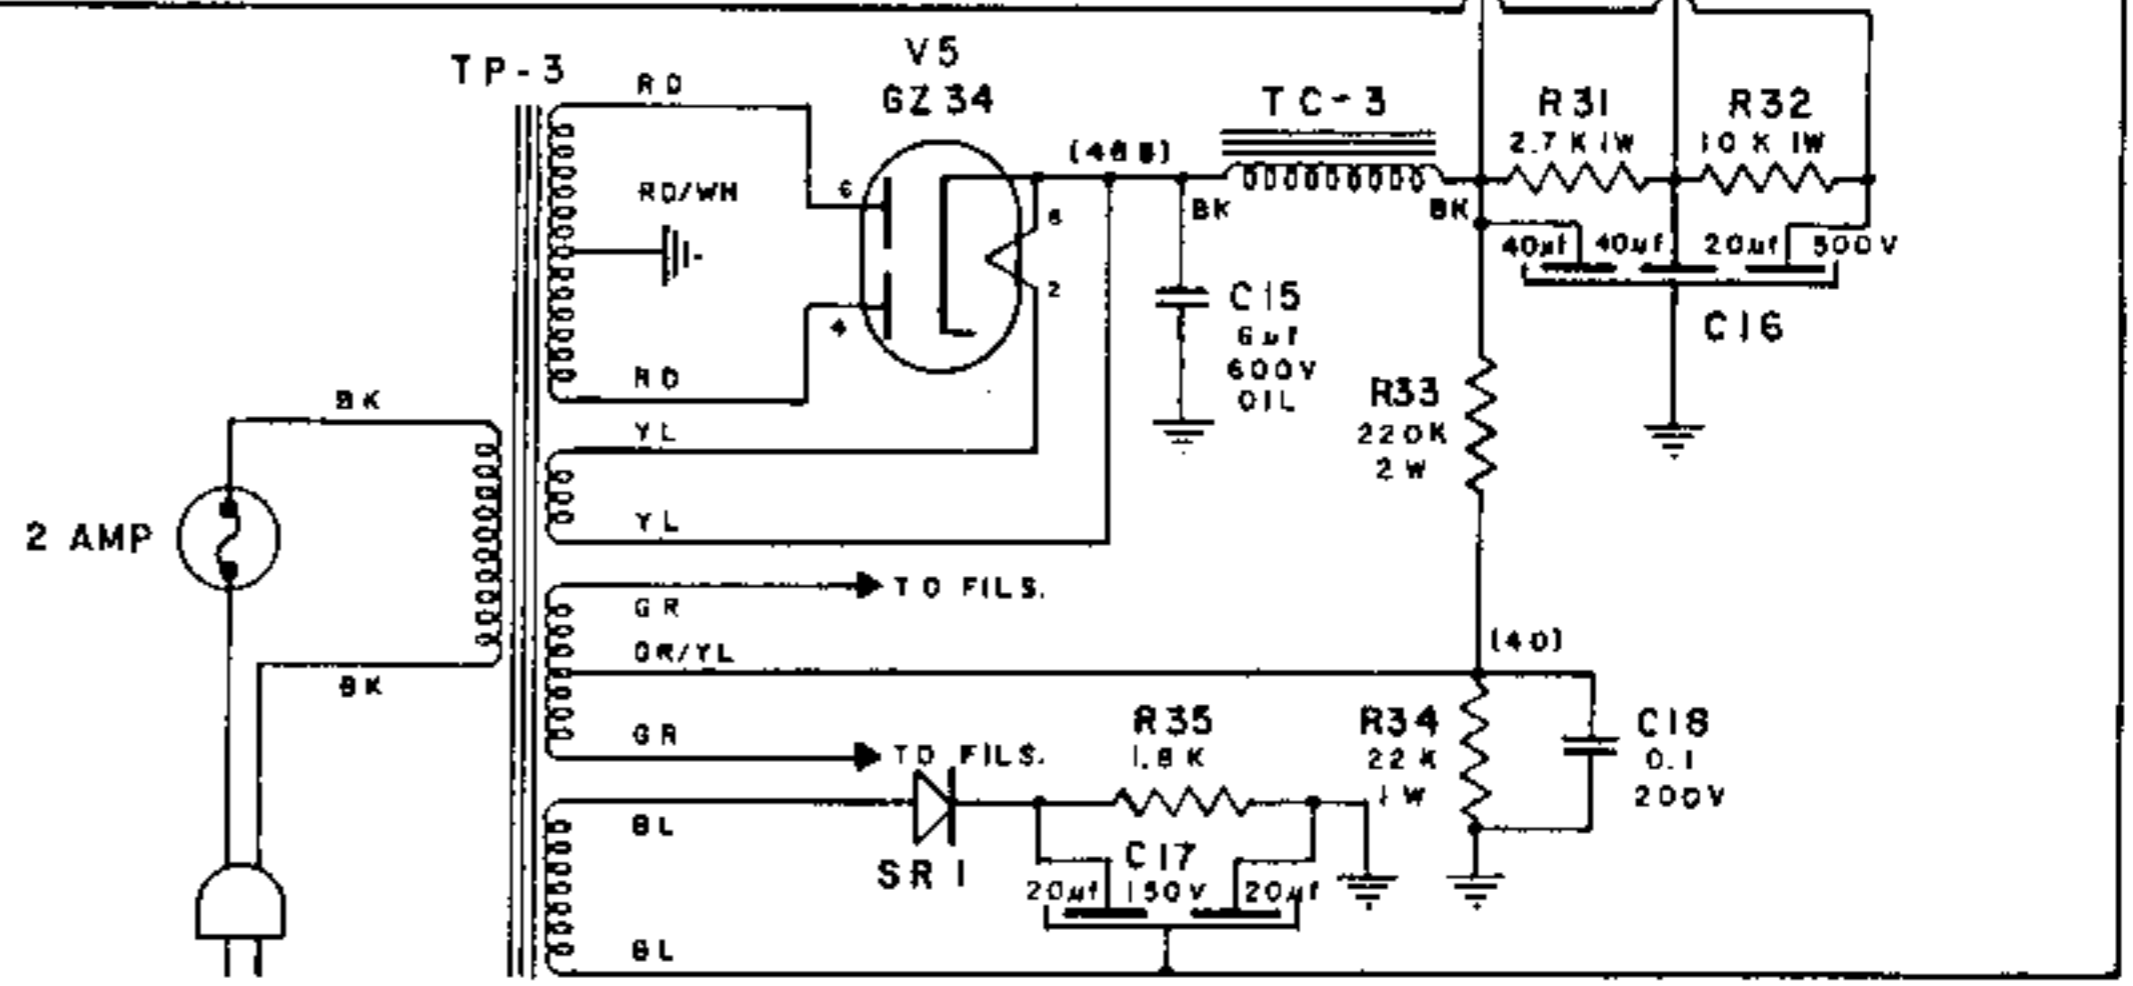 TP-3
RD
V5
GZ34
TC-3
R31
2.7 K 1W
R32
10 K 1W
RD/WH
6
8
BK
BK
40µf
40µf
20µf
500V
2
C15
6µf
600V
OIL
C16
4
RD
BK
YL
R33
220K
2 W
2 AMP
YL
TO FILS.
GR
GR/YL
(40)
BK
GR
TO FILS.
R35
1.8 K
R34
22 K
1 W
C18
0.1
200V
BL
SR 1
C17
20µf
150V
20µf
BL